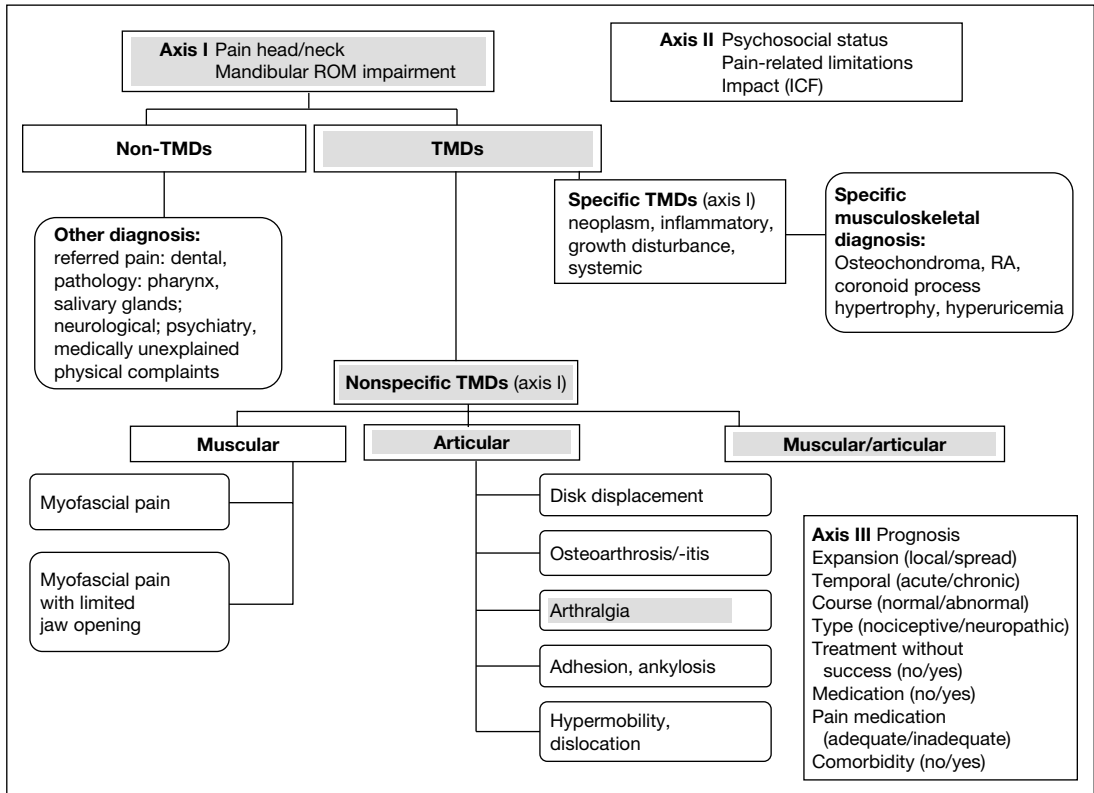 Axis I Pain head/neck
Mandibular ROM impairment
Axis II Psychosocial status
Pain-related limitations
Impact (ICF)
Non-TMDs
TMDs
Other diagnosis:
referred pain: dental,
pathology: pharynx,
salivary glands;
neurological; psychiatry,
medically unexplained
physical complaints
Specific TMDs (axis I)
neoplasm, inflammatory,
growth disturbance,
systemic
Specific
musculoskeletal
diagnosis:
Osteochondroma, RA,
coronoid process
hypertrophy, hyperuricemia
Nonspecific TMDs (axis I)
Muscular
Articular
Muscular/articular
Myofascial pain
Myofascial pain
with limited
jaw opening
Disk displacement
Osteoarthrosis/-itis
Arthralgia
Adhesion, ankylosis
Hypermobility,
dislocation
Axis III Prognosis
Expansion (local/spread)
Temporal (acute/chronic)
Course (normal/abnormal)
Type (nociceptive/neuropathic)
Treatment without
success (no/yes)
Medication (no/yes)
Pain medication
(adequate/inadequate)
Comorbidity (no/yes)